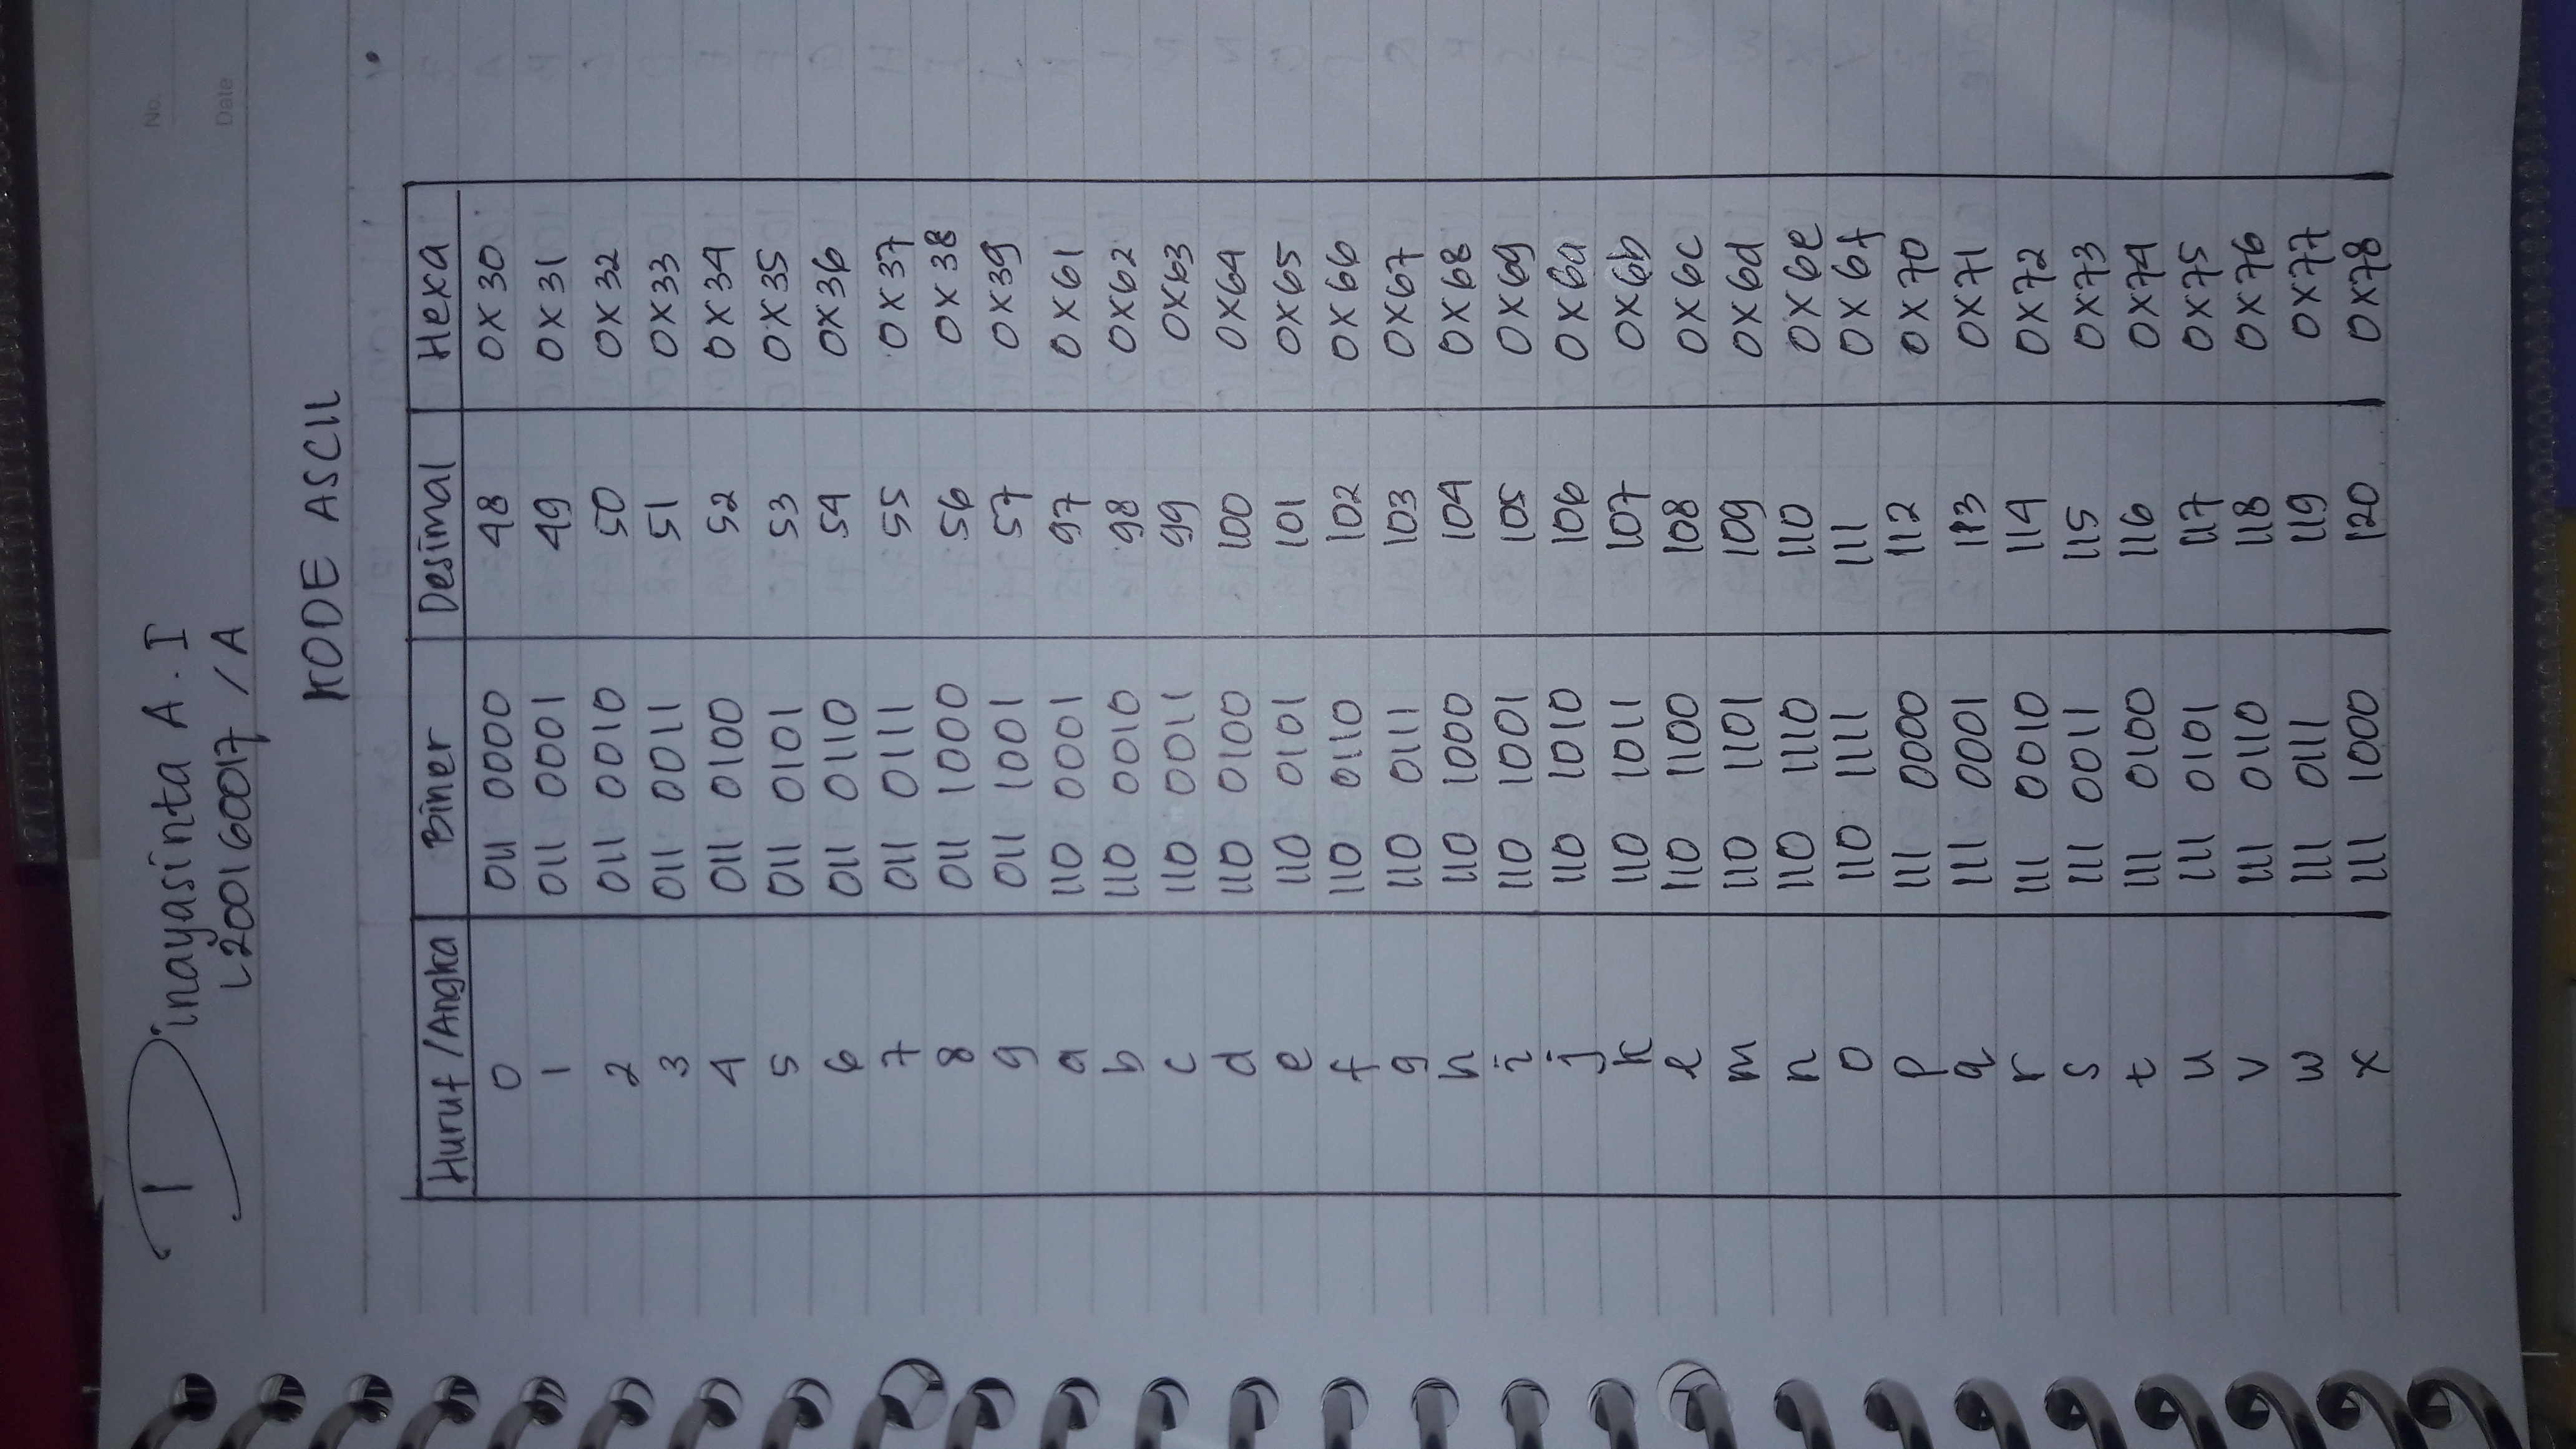 Dinayasinta A. I
L200160017 / A
No.
Date
KODE ASCII
Huruf / Angka Biner Desimal Hexa
0 011 0000 48 0X30
1 011 0001 49 0X31
2 011 0010 50 0X32
3 011 0011 51 0X33
4 011 0100 52 0X34
5 011 0101 53 0X35
6 011 0110 54 0X36
7 011 0111 55 0X37
8 011 1000 56 0X38
9 011 1001 57 0X39
a 110 0001 97 0X61
b 110 0010 98 0X62
c 110 0011 99 0X63
d 110 0100 100 0X64
e 110 0101 101 0X65
f 110 0110 102 0X66
g 110 0111 103 0X67
h 110 1000 104 0X68
i 110 1001 105 0X69
j 110 1010 106 0X6a
k 110 1011 107 0X6b
l 110 1100 108 0X6c
m 110 1101 109 0X6d
n 110 1110 110 0X6e
o 110 1111 111 0X6f
p 111 0000 112 0X70
q 111 0001 113 0X71
r 111 0010 114 0X72
s 111 0011 115 0X73
t 111 0100 116 0X74
u 111 0101 117 0X75
v 111 0110 118 0X76
w 111 0111 119 0X77
x 111 1000 120 0X78